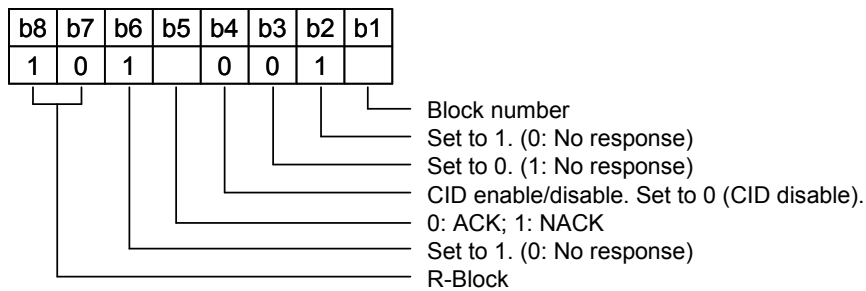 b8 b7 b6 b5 b4 b3 b2 b1
1 0 1 0 0 1
Block number
Set to 1. (0: No response)
Set to 0. (1: No response)
CID enable/disable. Set to 0 (CID disable).
0: ACK; 1: NACK
Set to 1. (0: No response)
R-Block